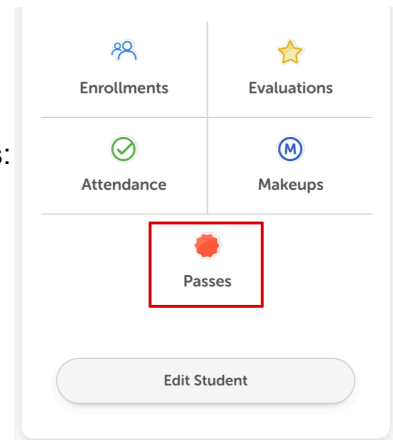 Enrollments
Evaluations
s:
Attendance
M
Makeups
Passes
Edit Student